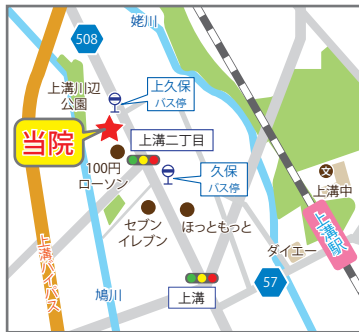 姥川
508
上溝川辺
公園
上久保
バス停
当院
上溝二丁目
100円
ローソン
久保
バス停
文
上溝中
セブン
イレブン
ほっともっと
上溝駅
ダイエー
上溝バイパス
鳩川
上溝
57